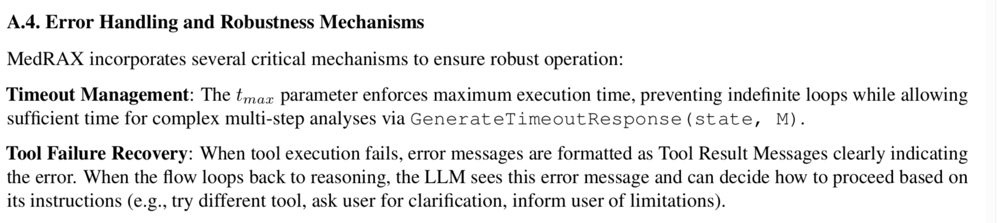 A.4. Error Handling and Robustness Mechanisms
MedRAX incorporates several critical mechanisms to ensure robust operation:
Timeout Management: The t_max parameter enforces maximum execution time, preventing indefinite loops while allowing
sufficient time for complex multi-step analyses via GenerateTimeoutResponse(state, M).
Tool Failure Recovery: When tool execution fails, error messages are formatted as Tool Result Messages clearly indicating
the error. When the flow loops back to reasoning, the LLM sees this error message and can decide how to proceed based on
its instructions (e.g., try different tool, ask user for clarification, inform user of limitations).